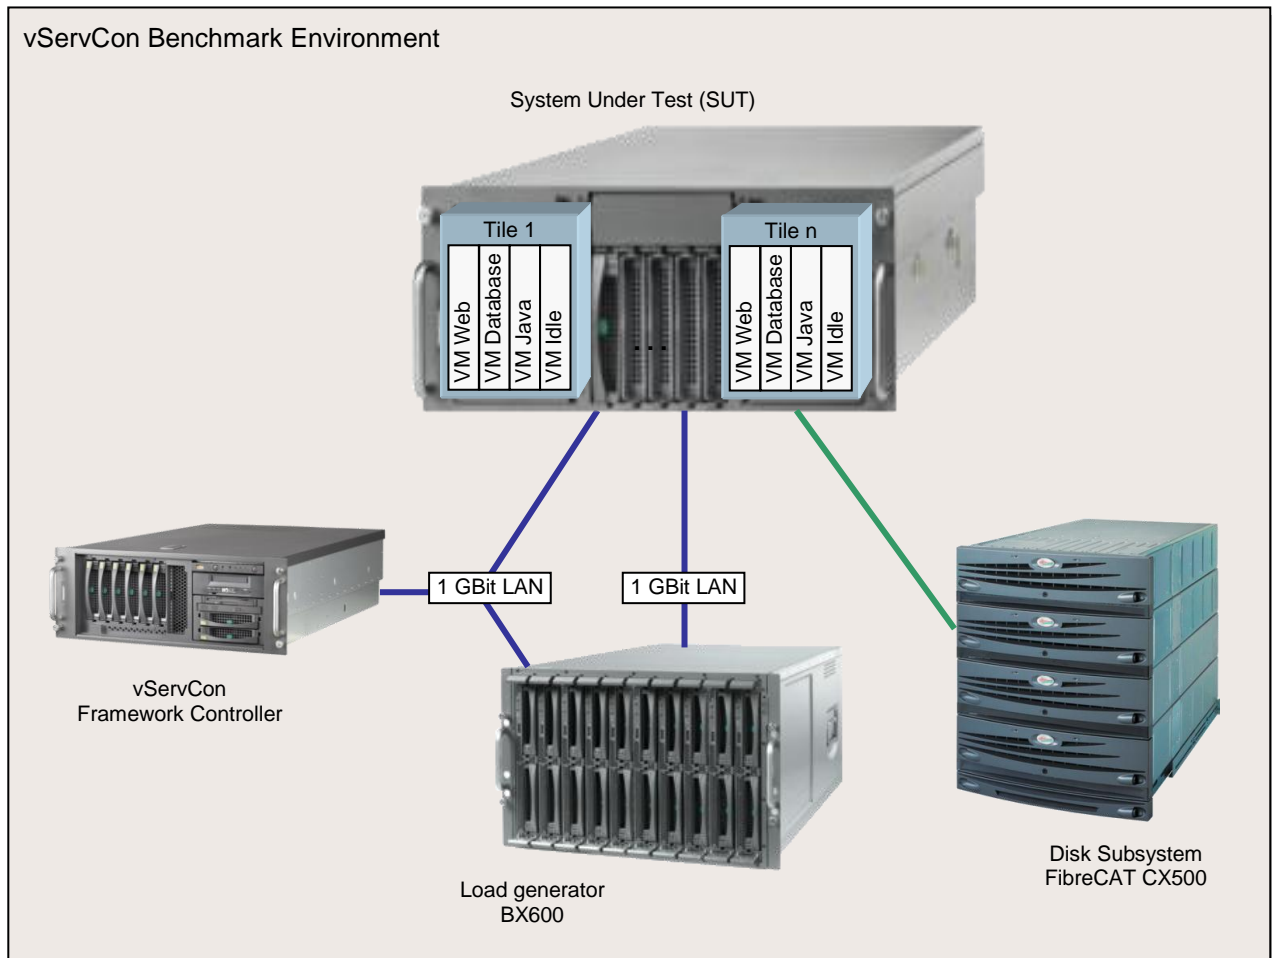 vServCon Benchmark Environment
System Under Test (SUT)
Tile 1
VM Web
VM Database
VM Java
VM Idle
...
Tile n
VM Web
VM Database
VM Java
VM Idle
1 GBit LAN
1 GBit LAN
vServCon
Framework Controller
Load generator
BX600
Disk Subsystem
FibreCAT CX500